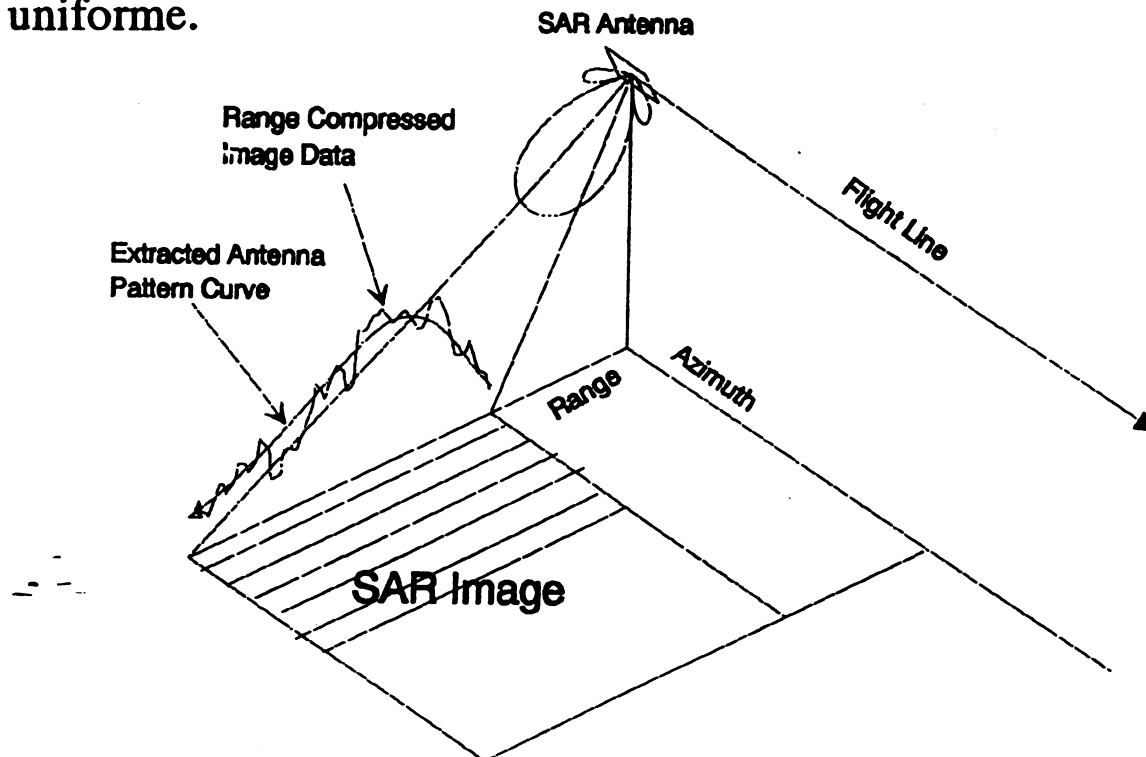 uniforme.
SAR Antenna
Range Compressed
Image Data
Flight Line
Extracted Antenna
Pattern Curve
Azimuth
Range
SAR Image